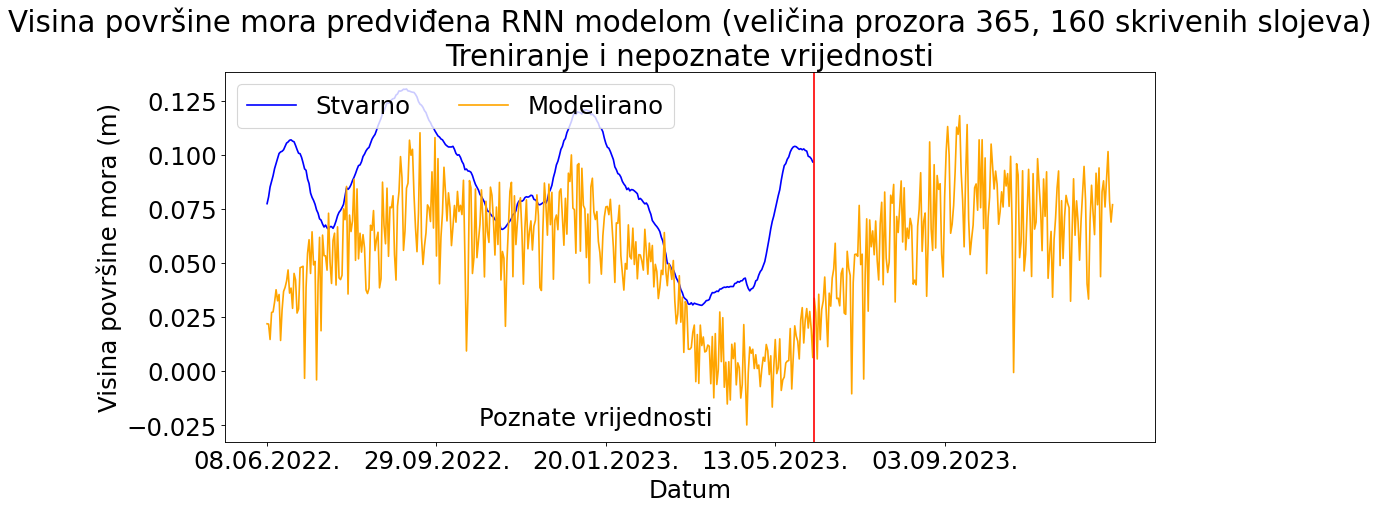 Visina površine mora predviđena RNN modelom (veličina prozora 365, 160 skrivenih slojeva)
Treniranje i nepoznate vrijednosti
Stvarno
Modelirano
Visina površine mora (m)
0.125
0.100
0.075
0.050
0.025
0.000
−0.025
Poznate vrijednosti
08.06.2022.
29.09.2022.
20.01.2023.
13.05.2023.
03.09.2023.
Datum